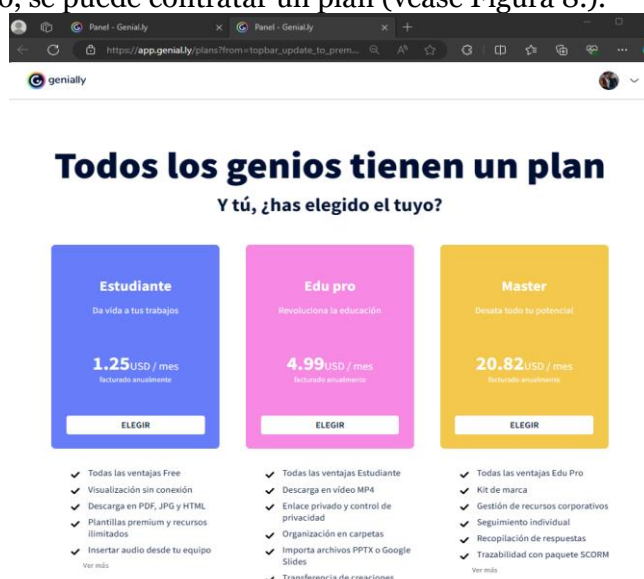 o, se puede contratar un plan (véase Figura 8.).
Panel - Genial.ly
Panel - Genial.ly
https://app.genial.ly/plans?from=topbar_update_to_prem...
genially
Todos los genios tienen un plan
Y tú, ¿has elegido el tuyo?
Estudiante
Da vida a tus trabajos
1.25USD / mes
facturado anualmente
ELEGIR
Todas las ventajas Free
Visualización sin conexión
Descarga en PDF, JPG y HTML
Plantillas premium y recursos
ilimitados
Insertar audio desde tu equipo
Ver más
Edu pro
Revoluciona la educación
4.99USD / mes
facturado anualmente
ELEGIR
Todas las ventajas Estudiante
Descarga en vídeo MP4
Enlace privado y control de
privacidad
Organización en carpetas
Importa archivos PPTX o Google
Slides
Transferencia de creaciones
Master
Desata todo tu potencial
20.82USD / mes
facturado anualmente
ELEGIR
Todas las ventajas Edu Pro
Kit de marca
Gestión de recursos corporativos
Seguimiento individual
Recopilación de respuestas
Trazabilidad con paquete SCORM
Ver más